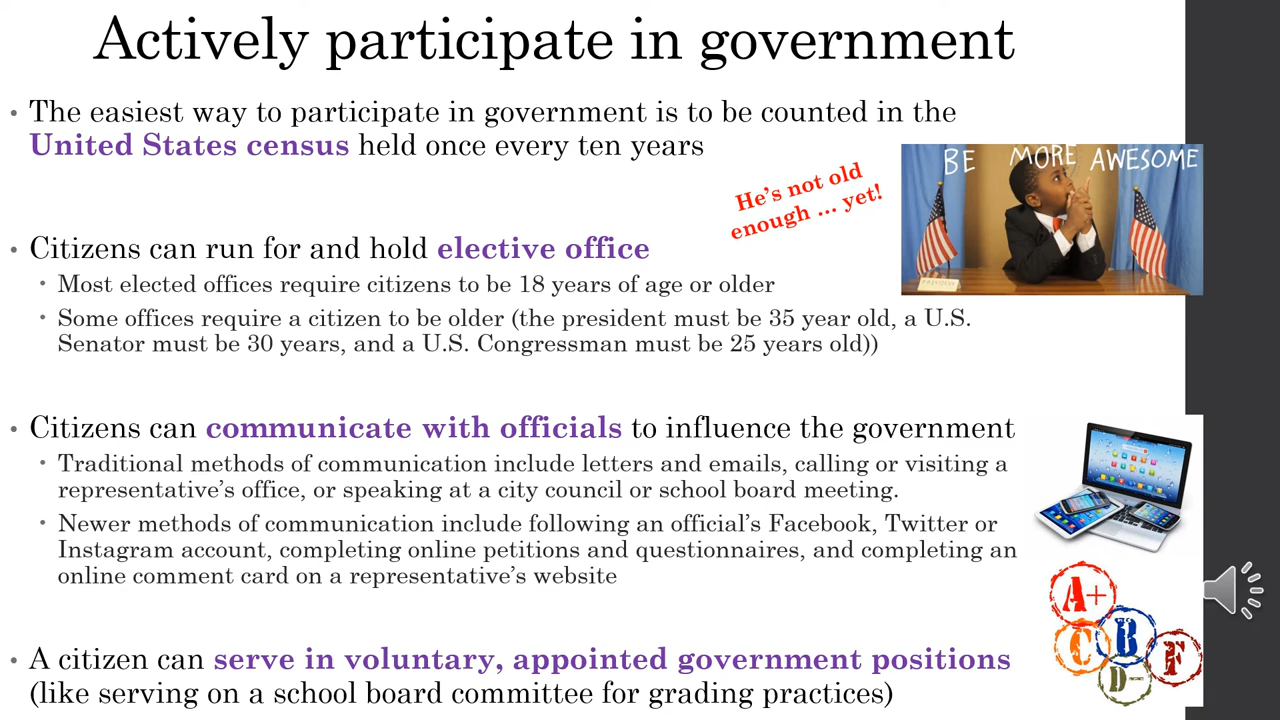 Actively participate in government
• The easiest way to participate in government is to be counted in the
United States census held once every ten years
He's not old
enough ... yet!
BE MORE AWESOME
• Citizens can run for and hold elective office
• Most elected offices require citizens to be 18 years of age or older
• Some offices require a citizen to be older (the president must be 35 year old, a U.S.
Senator must be 30 years, and a U.S. Congressman must be 25 years old))
• Citizens can communicate with officials to influence the government
• Traditional methods of communication include letters and emails, calling or visiting a
representative's office, or speaking at a city council or school board meeting.
• Newer methods of communication include following an official's Facebook, Twitter or
Instagram account, completing online petitions and questionnaires, and completing an
online comment card on a representative's website
A+
C B F
D-
• A citizen can serve in voluntary, appointed government positions
(like serving on a school board committee for grading practices)